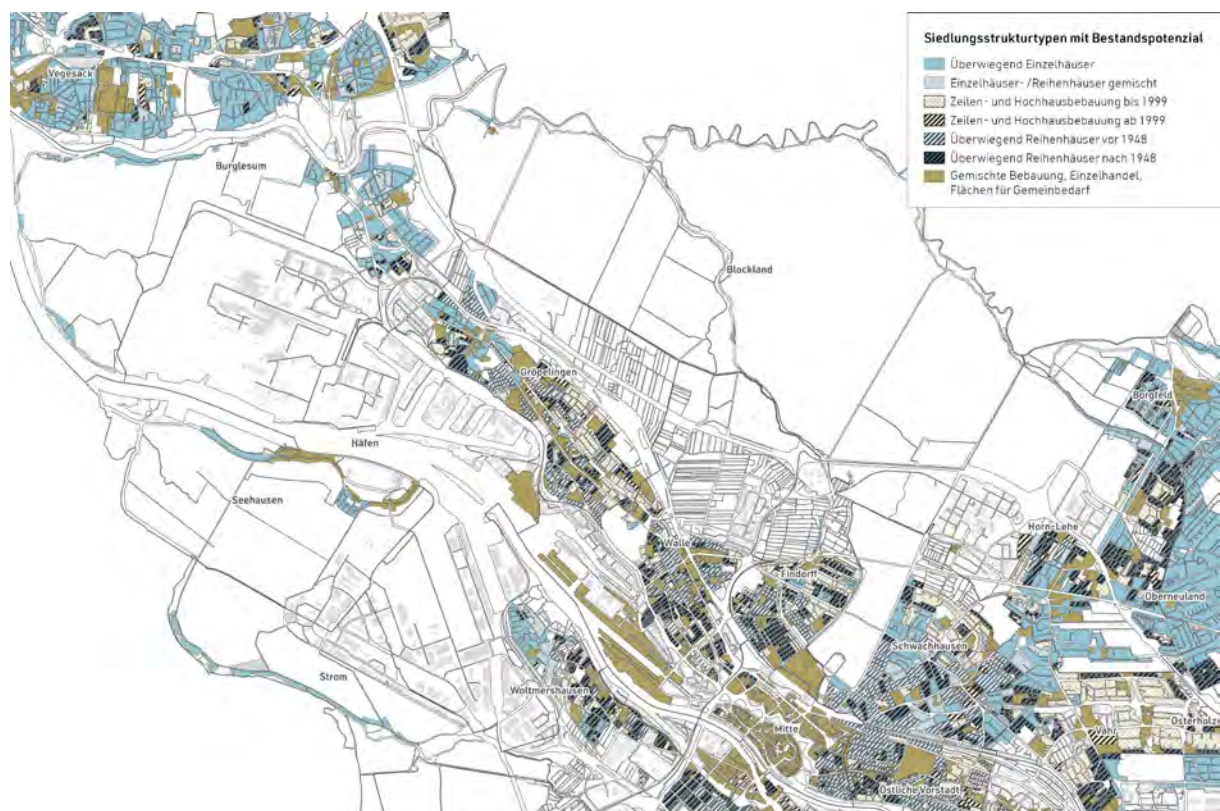 Siedlungsstrukturtypen mit Bestandspotenzial
Überwiegend Einzelhäuser
Einzelhäuser- /Reihenhäuser gemischt
Zeilen- und Hochhausbebauung bis 1999
Zeilen- und Hochhausbebauung ab 1999
Überwiegend Reihenhäuser vor 1948
Überwiegend Reihenhäuser nach 1948
Gemischte Bebauung, Einzelhandel,
Flächen für Gemeinbedarf
Vegesack
Burglesum
Blockland
Gröpelingen
Borgfeld
Häfen
Seehausen
Horn-Lehe
Walle
Findorff
Oberneuland
Schwachhausen
Strom
Woltmershausen
Osterholz
Mitte
Vahr
Östliche Vorstadt